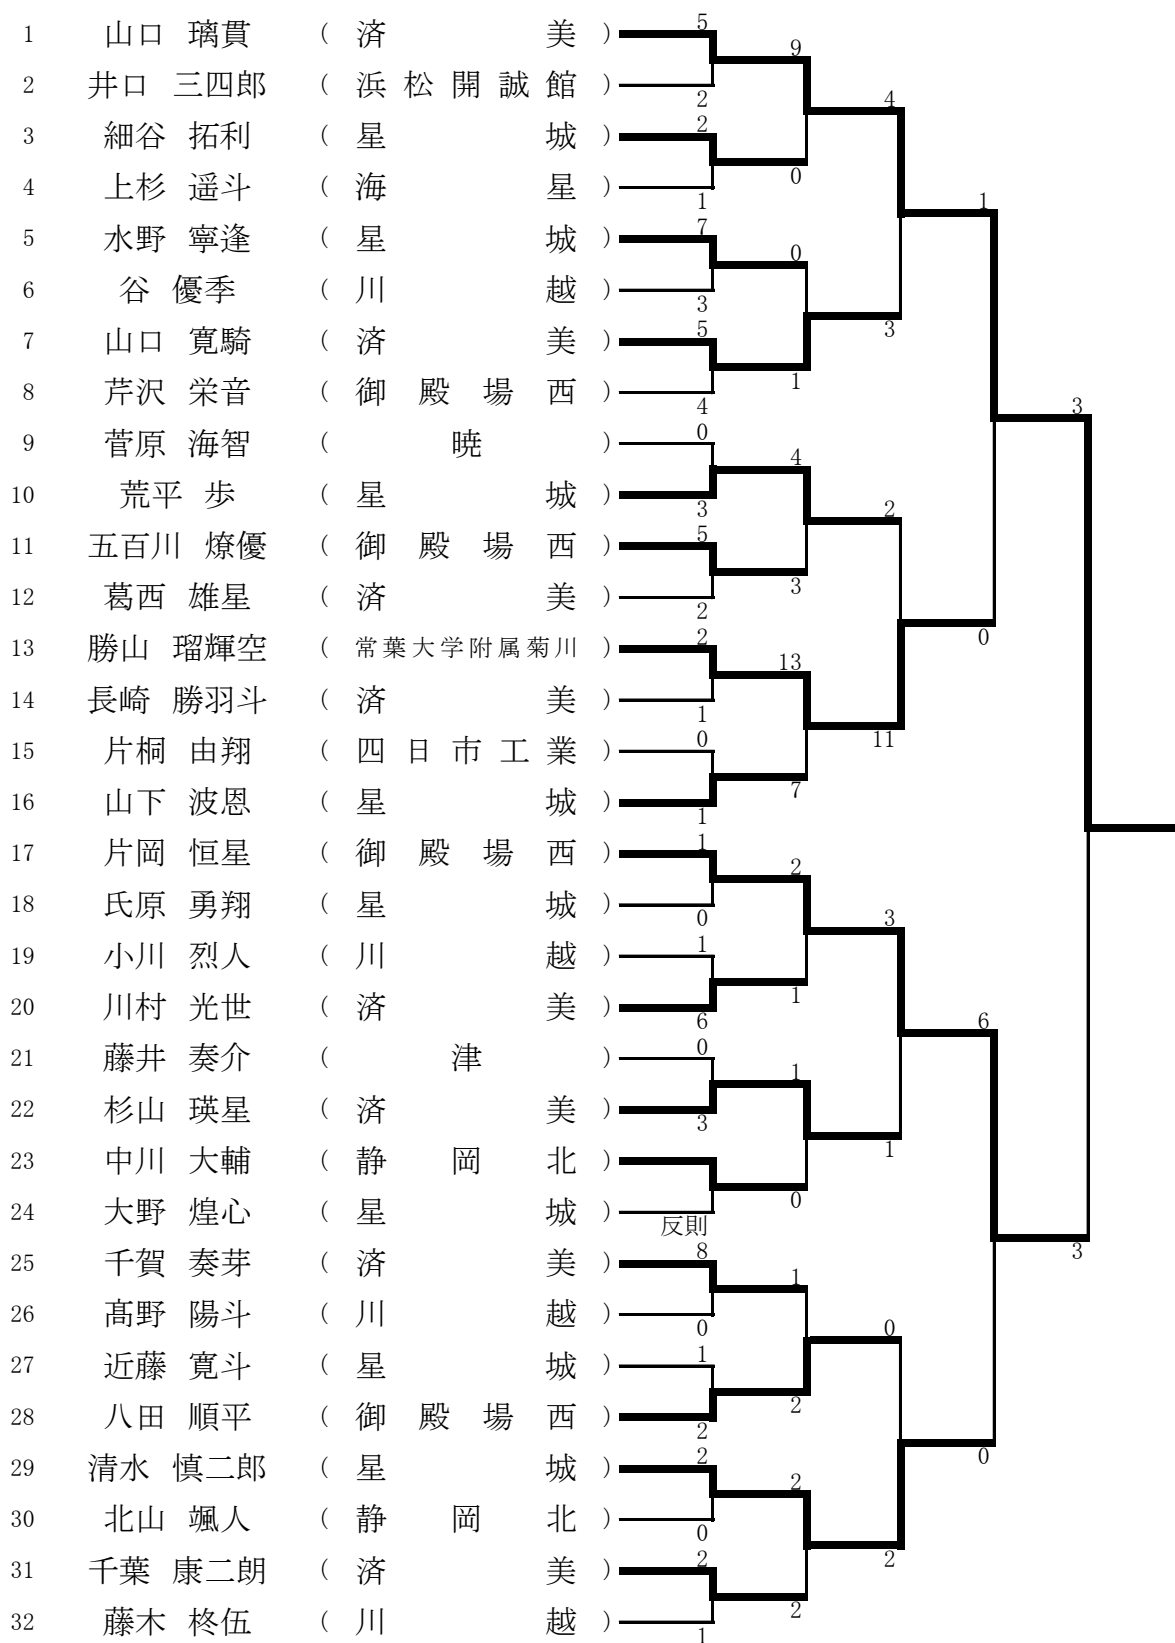 1 山口 璃貫 ( 済 美 ) 5
9
2 井口 三四郎 ( 浜 松 開 誠 館 ) 2
4
3 細谷 拓利 ( 星 城 ) 2
0
4 上杉 遥斗 ( 海 星 ) 1
1
5 水野 寧逢 ( 星 城 ) 7
0
6 谷 優季 ( 川 越 ) 3
3
7 山口 寛騎 ( 済 美 ) 5
1
8 芹沢 栄音 ( 御 殿 場 西 ) 4
3
9 菅原 海智 ( 暁 ) 0
4
10 荒平 歩 ( 星 城 ) 3
2
11 五百川 燎優 ( 御 殿 場 西 ) 5
3
12 葛西 雄星 ( 済 美 ) 2
0
13 勝山 瑠輝空 ( 常葉大学附属菊川 ) 2
13
14 長崎 勝羽斗 ( 済 美 ) 1
11
15 片桐 由翔 ( 四 日 市 工 業 ) 0
7
16 山下 波恩 ( 星 城 ) 1
17 片岡 恒星 ( 御 殿 場 西 ) 1
2
18 氏原 勇翔 ( 星 城 ) 0
3
19 小川 烈人 ( 川 越 ) 1
1
20 川村 光世 ( 済 美 ) 6
6
21 藤井 奏介 ( 津 ) 0
1
22 杉山 瑛星 ( 済 美 ) 3
1
23 中川 大輔 ( 静 岡 北 )
0
24 大野 煌心 ( 星 城 ) 反則
3
25 千賀 奏芽 ( 済 美 ) 8
1
26 髙野 陽斗 ( 川 越 ) 0
0
27 近藤 寛斗 ( 星 城 ) 1
2
28 八田 順平 ( 御 殿 場 西 ) 2
0
29 清水 慎二郎 ( 星 城 ) 2
2
30 北山 颯人 ( 静 岡 北 ) 0
2
31 千葉 康二朗 ( 済 美 ) 2
2
32 藤木 柊伍 ( 川 越 ) 1